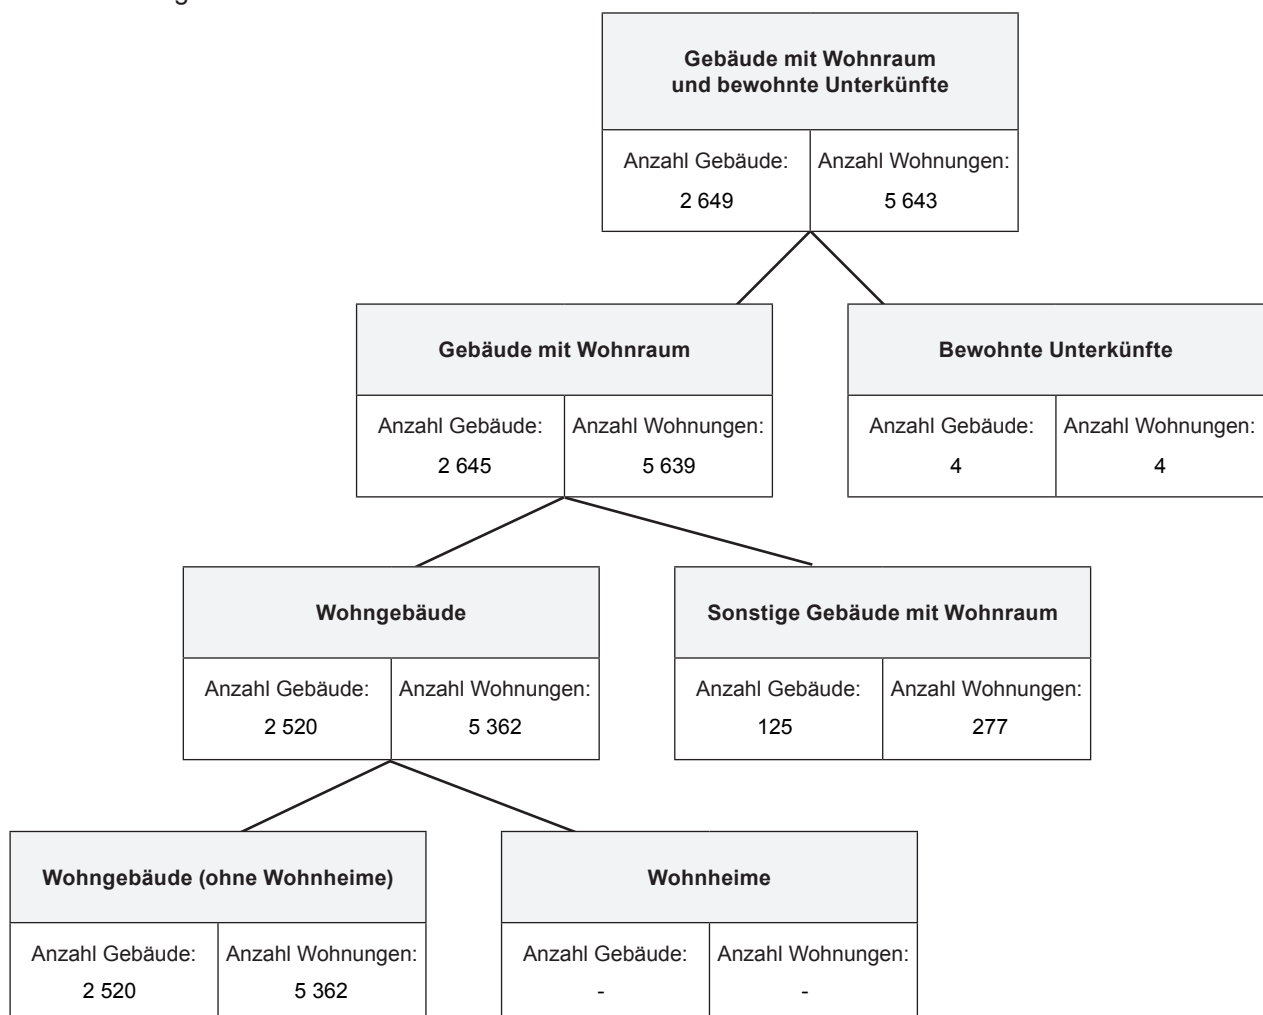 g
Gebäude mit Wohnraum
und bewohnte Unterkünfte
Anzahl Gebäude: Anzahl Wohnungen:
2 649 5 643
Gebäude mit Wohnraum Bewohnte Unterkünfte
Anzahl Gebäude: Anzahl Wohnungen: Anzahl Gebäude: Anzahl Wohnungen:
2 645 5 639 4 4
Wohngebäude Sonstige Gebäude mit Wohnraum
Anzahl Gebäude: Anzahl Wohnungen: Anzahl Gebäude: Anzahl Wohnungen:
2 520 5 362 125 277
Wohngebäude (ohne Wohnheime) Wohnheime
Anzahl Gebäude: Anzahl Wohnungen: Anzahl Gebäude: Anzahl Wohnungen:
2 520 5 362 - -